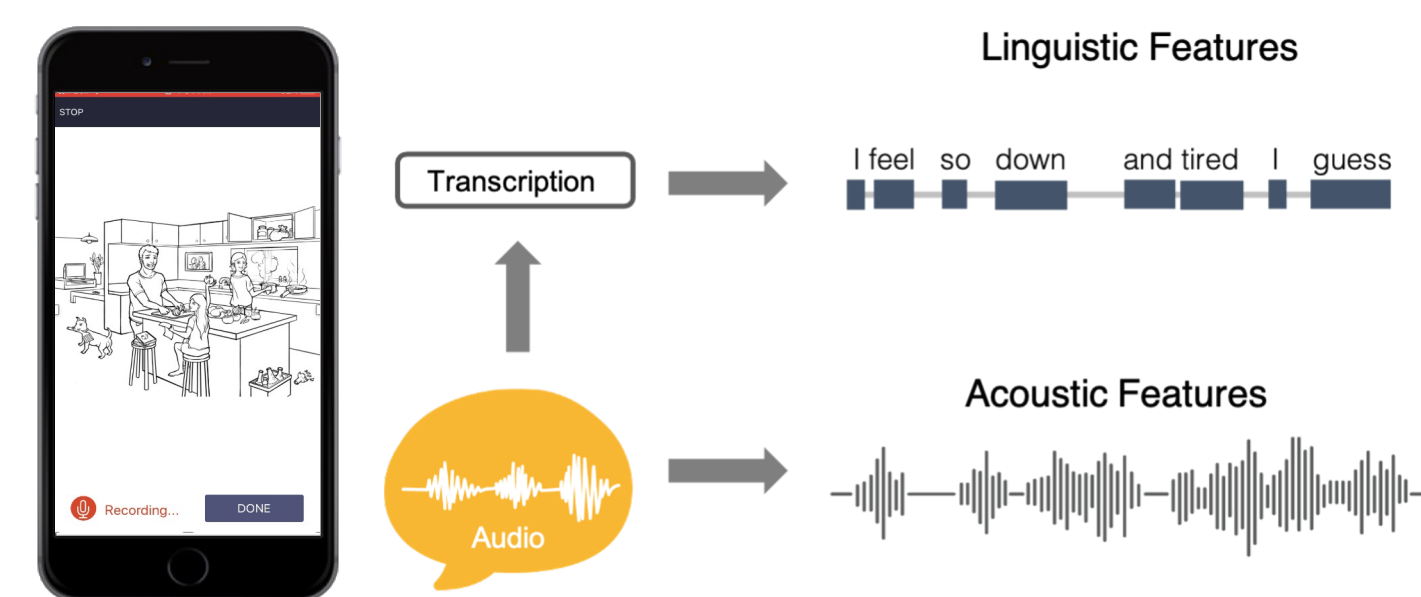 STOP
Recording...
DONE
Transcription
Audio
Linguistic Features
I feel so down and tired I guess
Acoustic Features